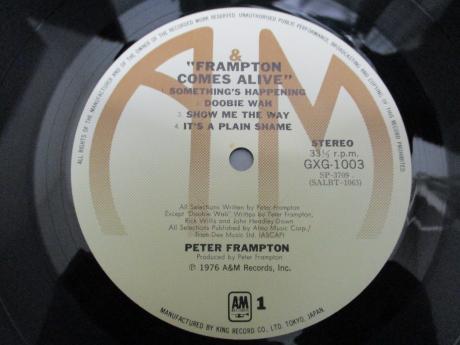 ALL RIGHTS OF THE MANUFACTURER AND OF THE OWNER OF THE RECORDED WORK RESERVED UNAUTHORISED PUBLIC PERFORMANCE, BROADCASTING AND COPYING OF THIS RECORD PROHIBITED.
A&M
"FRAMPTON
COMES ALIVE"
1. SOMETHING'S HAPPENING
2. DOOBIE WAH
3. SHOW ME THE WAY
4. IT'S A PLAIN SHAME
STEREO
33⅓ r.p.m.
GXG-1003
SP-3709
(SALBT-1063)
All Selections Written by Peter Frampton
Except "Doobie Wah" Written by Peter Frampton,
Rick Wills and John Headley Down
All Selections Published by Almo Music Corp./
Fram-Dee Music Ltd. (ASCAP)
PETER FRAMPTON
Produced by Peter Frampton
℗ 1976 A&M Records, Inc.
A&M
RECORDS
1
MANUFACTURED BY KING RECORD CO., LTD. TOKYO, JAPAN.